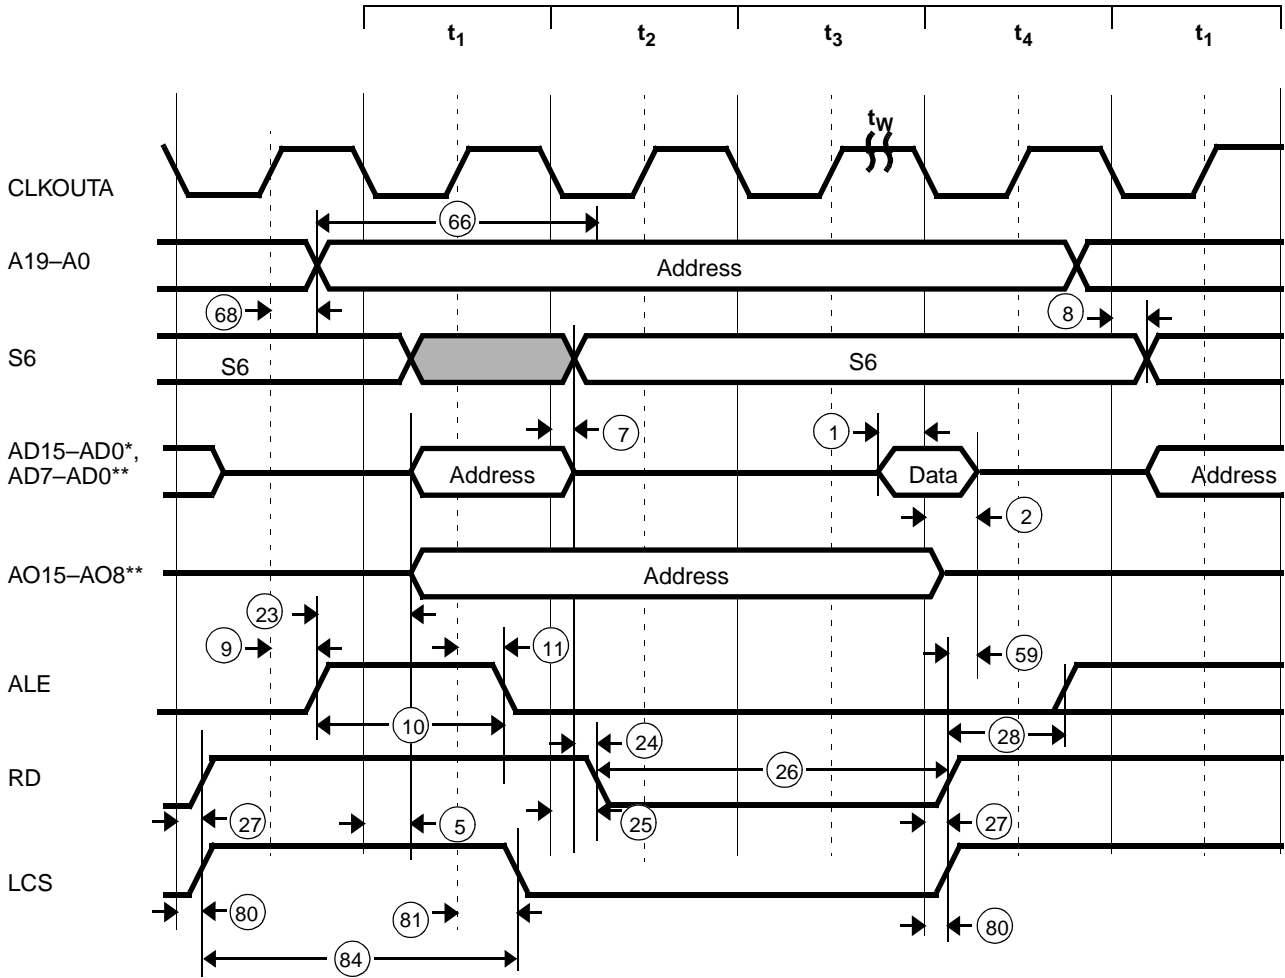 t1 t2 t3 t4 t1
tW
CLKOUTA
66
A19–A0 Address
68 8
S6 S6 S6
7 1
AD15–AD0*,
AD7–AD0** Address Data Address
2
AO15–AO8** Address
23
9 11 59
ALE
10 28
24
RD 26
27 5 25 27
LCS
80 81 80
84